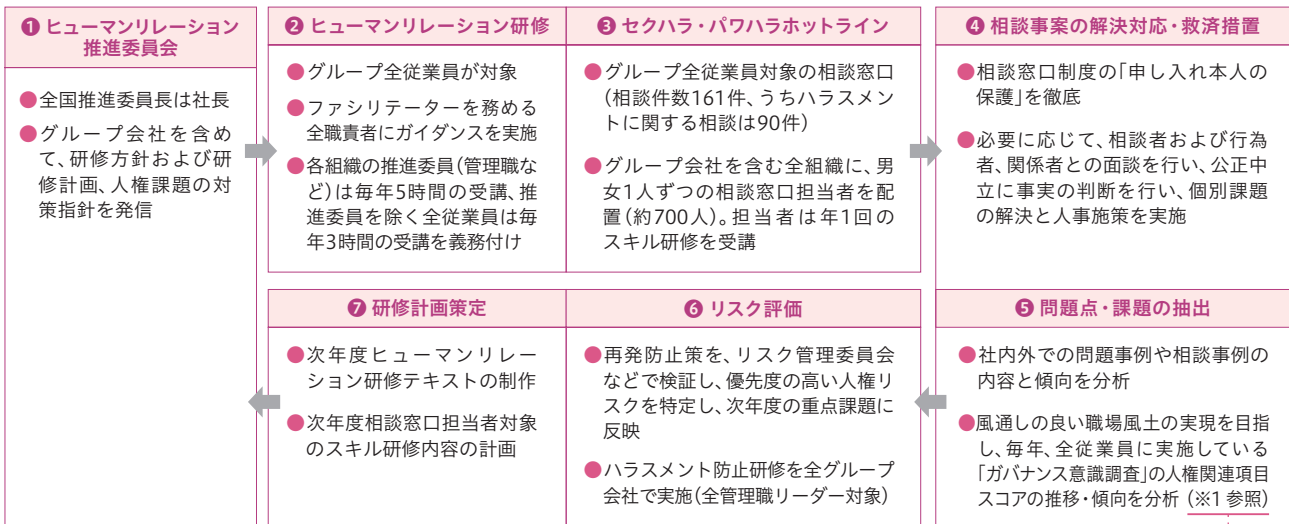 ❶ ヒューマンリレーション
推進委員会
●全国推進委員長は社長
●グループ会社を含め
て、研修方針および研
修計画、人権課題の対
策指針を発信
❷ ヒューマンリレーション研修
●グループ全従業員が対象
●ファシリテーターを務める
全職責者にガイダンスを実施
●各組織の推進委員(管理職な
ど)は毎年5時間の受講、推
進委員を除く全従業員は毎
年3時間の受講を義務付け
❸ セクハラ・パワハラホットライン
●グループ全従業員対象の相談窓口
(相談件数161件、うちハラスメン
トに関する相談は90件)
●グループ会社を含む全組織に、男
女1人ずつの相談窓口担当者を配
置(約700人)。担当者は年1回の
スキル研修を受講
❹ 相談事案の解決対応・救済措置
●相談窓口制度の「申し入れ本人の
保護」を徹底
●必要に応じて、相談者および行為
者、関係者との面談を行い、公正中
立に事実の判断を行い、個別課題
の解決と人事施策を実施
❺ 問題点・課題の抽出
●社内外での問題事例や相談事例の
内容と傾向を分析
●風通しの良い職場風土の実現を目指
し、毎年、全従業員に実施している
「ガバナンス意識調査」の人権関連項目
スコアの推移・傾向を分析 (※1 参照)
❻ リスク評価
●再発防止策を、リスク管理委員会
などで検証し、優先度の高い人権リ
スクを特定し、次年度の重点課題に
反映
●ハラスメント防止研修を全グループ
会社で実施(全管理職リーダー対象)
❼ 研修計画策定
●次年度ヒューマンリレー
ション研修テキストの制作
●次年度相談窓口担当者対象
のスキル研修内容の計画